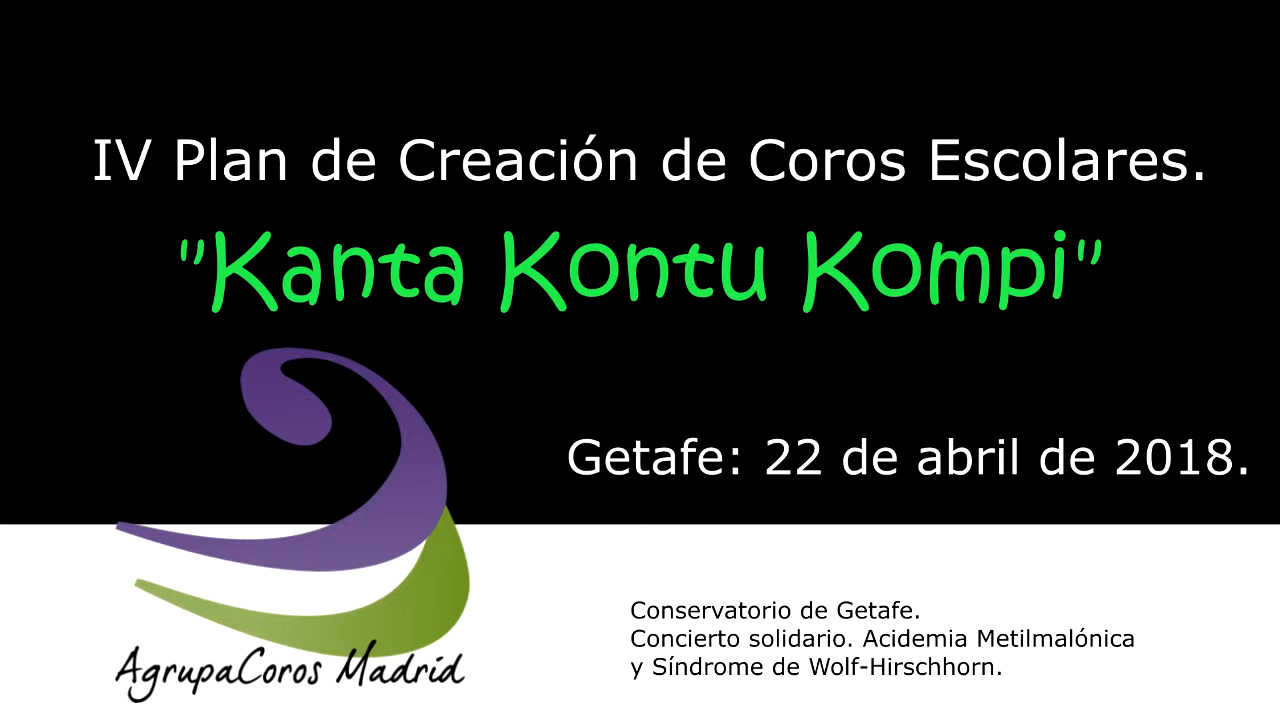 IV Plan de Creación de Coros Escolares.
"Kanta Kontu Kompi"
Getafe: 22 de abril de 2018.
Conservatorio de Getafe.
Concierto solidario. Acidemia Metilmalónica
y Síndrome de Wolf-Hirschhorn.
AgrupaCoros Madrid